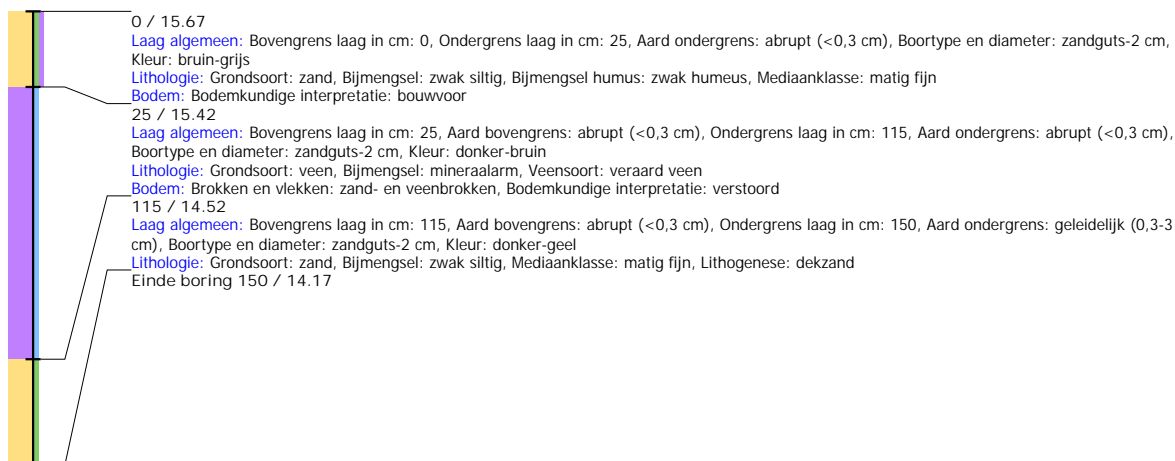 0 / 15.67
Laag algemeen: Bovengrens laag in cm: 0, Ondergrens laag in cm: 25, Aard ondergrens: abrupt (<0,3 cm), Boortype en diameter: zandguts-2 cm,
Kleur: bruin-grijs
Lithologie: Grondsoort: zand, Bijmengsel: zwak siltig, Bijmengsel humus: zwak humeus, Mediaanklasse: matig fijn
Bodem: Bodemkundige interpretatie: bouwvoor
25 / 15.42
Laag algemeen: Bovengrens laag in cm: 25, Aard bovengrens: abrupt (<0,3 cm), Ondergrens laag in cm: 115, Aard ondergrens: abrupt (<0,3 cm),
Boortype en diameter: zandguts-2 cm, Kleur: donker-bruin
Lithologie: Grondsoort: veen, Bijmengsel: mineraalarm, Veensoort: veraard veen
Bodem: Brokken en vlekken: zand- en veenbrokken, Bodemkundige interpretatie: verstoord
115 / 14.52
Laag algemeen: Bovengrens laag in cm: 115, Aard bovengrens: abrupt (<0,3 cm), Ondergrens laag in cm: 150, Aard ondergrens: geleidelijk (0,3-3
cm), Boortype en diameter: zandguts-2 cm, Kleur: donker-geel
Lithologie: Grondsoort: zand, Bijmengsel: zwak siltig, Mediaanklasse: matig fijn, Lithogenese: dekzand
Einde boring 150 / 14.17